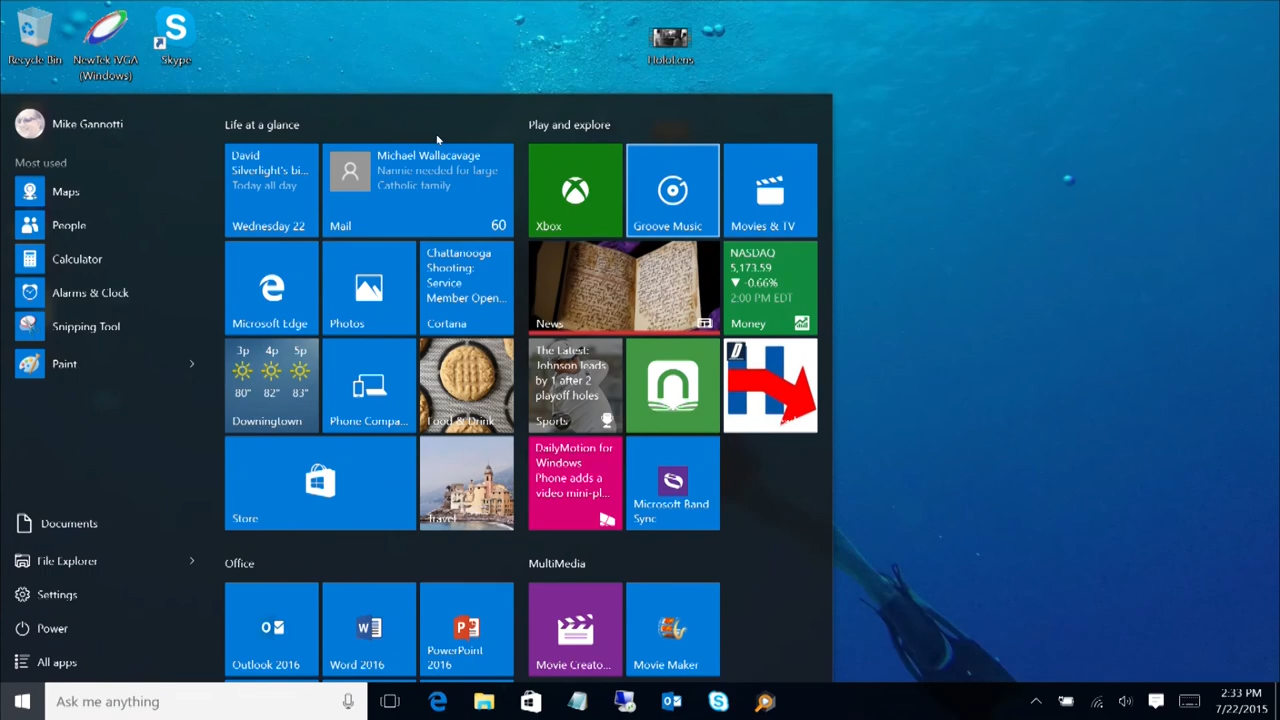 Recycle Bin
NewTek iVGA
(Windows)
Skype
HoloLens
Mike Gannotti
Most used
Maps
People
Calculator
Alarms & Clock
Snipping Tool
Paint
Documents
File Explorer
Settings
Power
All apps
Life at a glance
David
Silverlight's bi...
Today all day
Wednesday 22
Michael Wallacavage
Nannie needed for large
Catholic family
Mail
60
Microsoft Edge
Photos
Chattanooga
Shooting:
Service
Member Open...
Cortana
3p 4p 5p
80° 82° 83°
Downingtown
Phone Compa...
Food & Drink
Store
Travel
Play and explore
Xbox
Groove Music
Movies & TV
News
NASDAQ
5,173.59
▼ -0.66%
2:00 PM EDT
Money
The Latest:
Johnson leads
by 1 after 2
playoff holes
Sports
DailyMotion for
Windows
Phone adds a
video mini-pl...
Microsoft Band
Sync
Office
Outlook 2016
Word 2016
PowerPoint
2016
MultiMedia
Movie Creato...
Movie Maker
Ask me anything
2:33 PM
7/22/2015